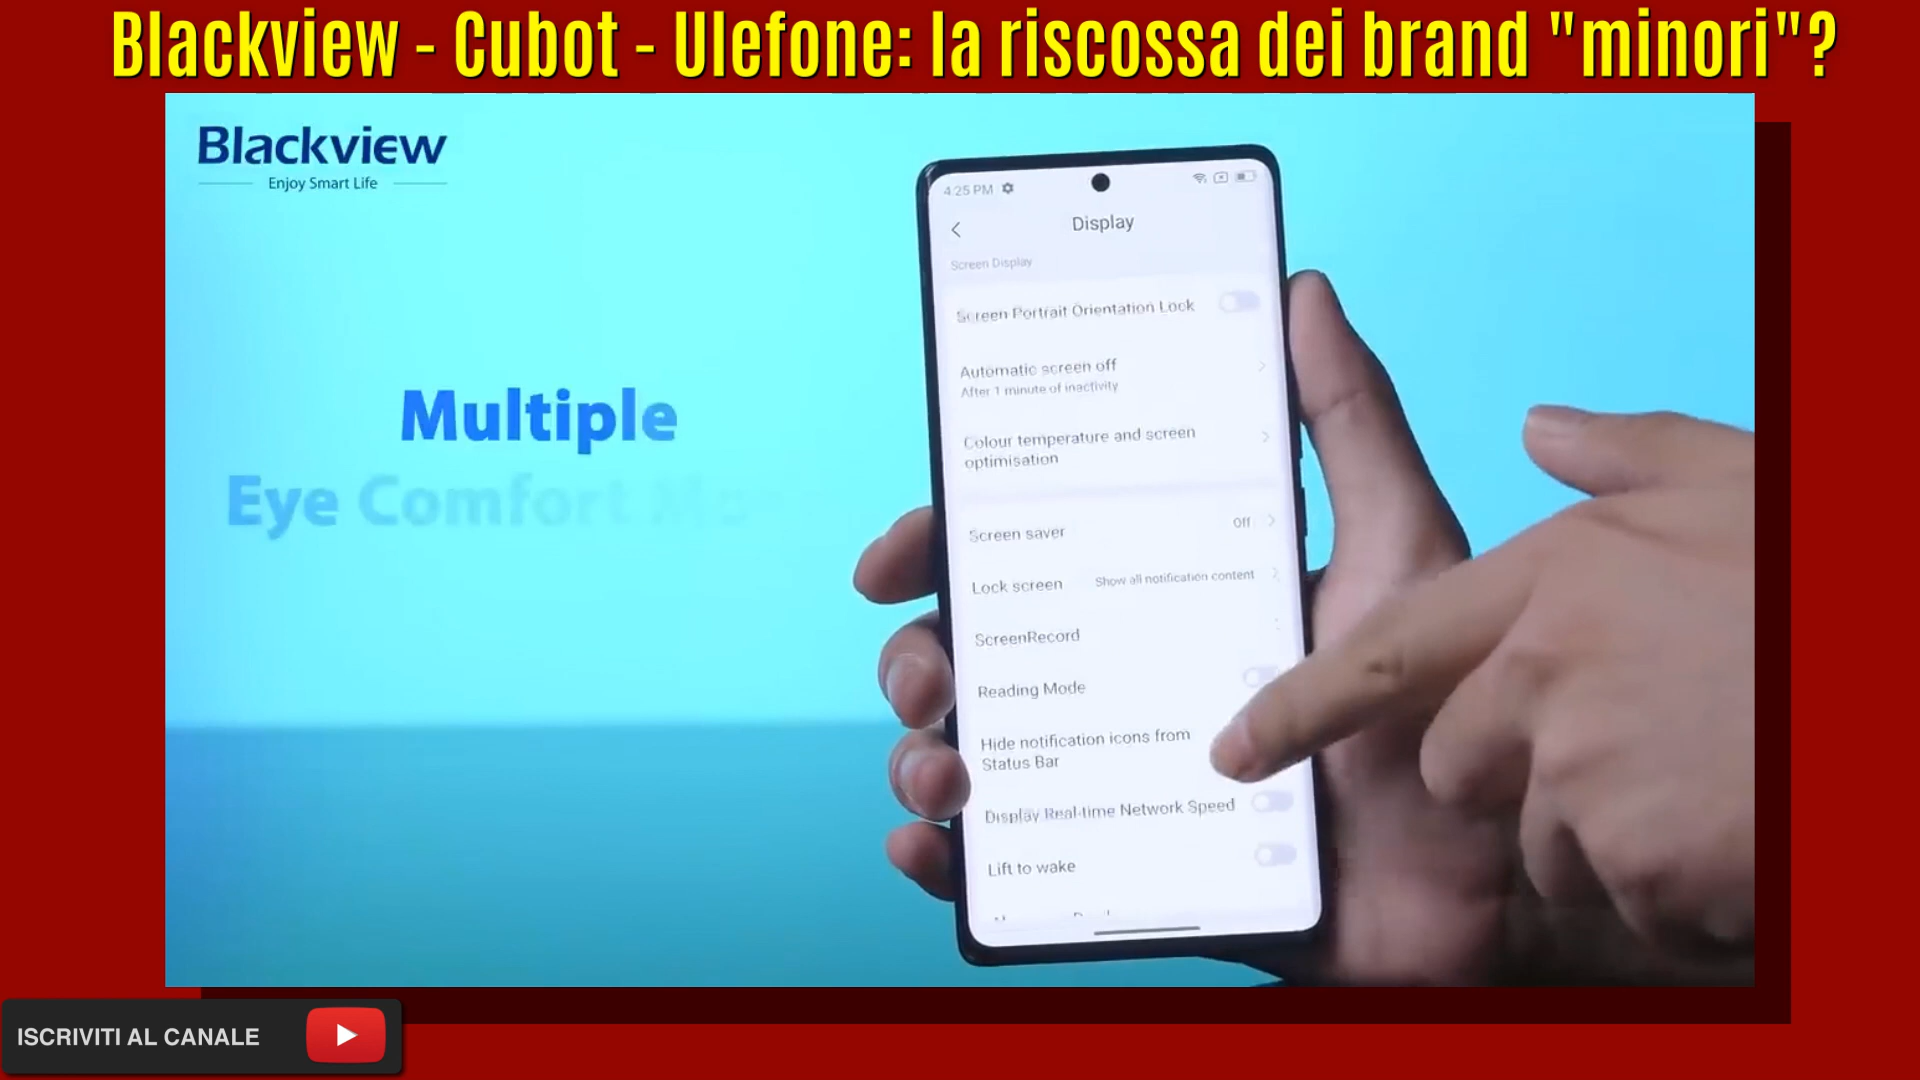 Blackview - Cubot - Ulefone: la riscossa dei brand "minori"?
Blackview
Enjoy Smart Life
Multiple
Eye Comfort
4:25 PM
Display
Screen Display
Screen Portrait Orientation Lock
Automatic screen off
After 1 minute of inactivity
Colour temperature and screen
optimisation
Screen saver
Off
Lock screen
Show all notification content
ScreenRecord
Reading Mode
Hide notification icons from
Status Bar
Display Real-time Network Speed
Lift to wake
ISCRIVITI AL CANALE